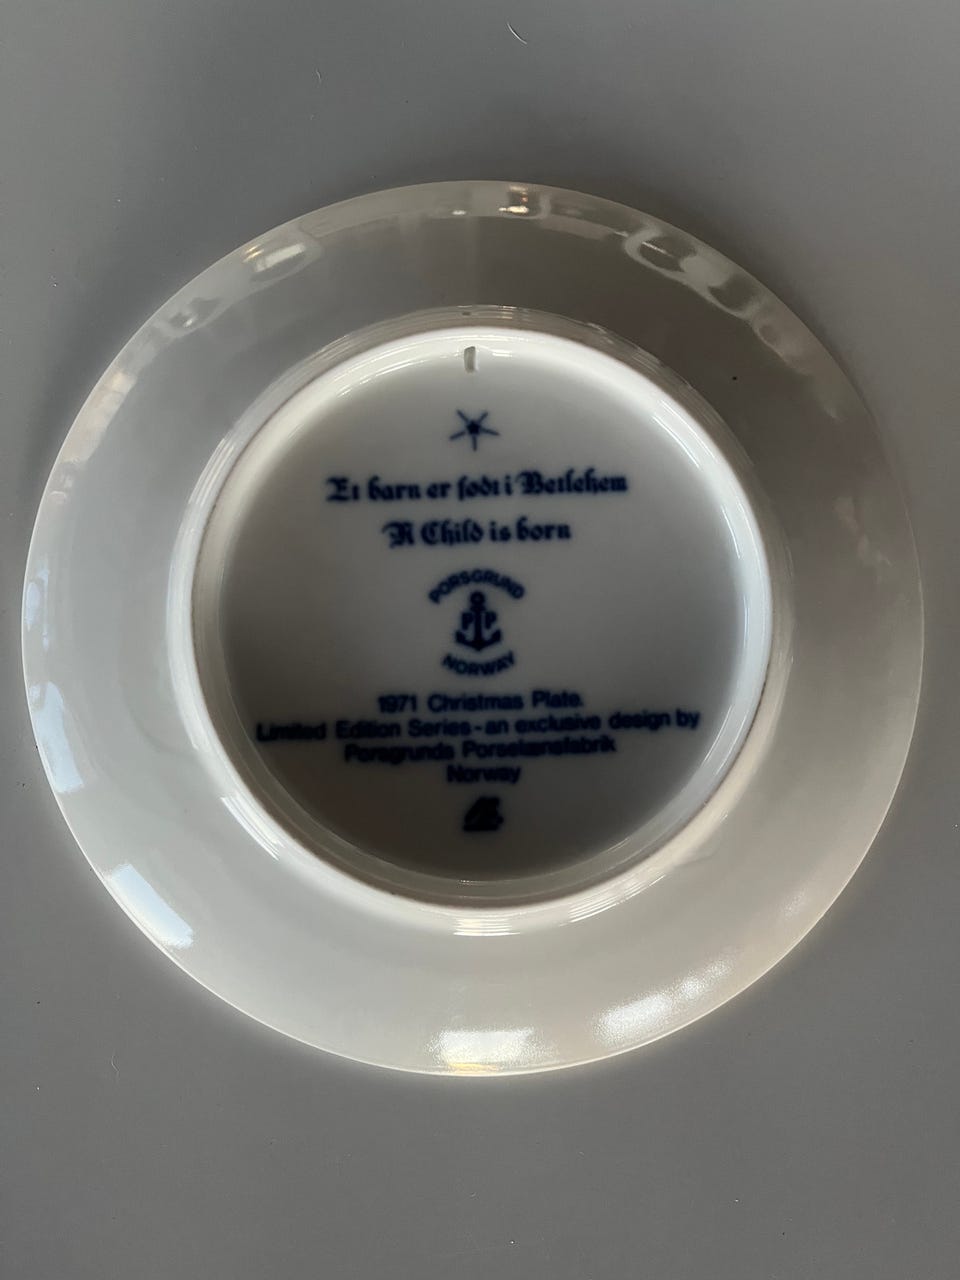 Et barn er født i Betlehem
A Child is born
PORSGRUND
P P
NORWAY
1971 Christmas Plate.
Limited Edition Series - an exclusive design by
Porsgrunds Porselænsfabrik
Norway